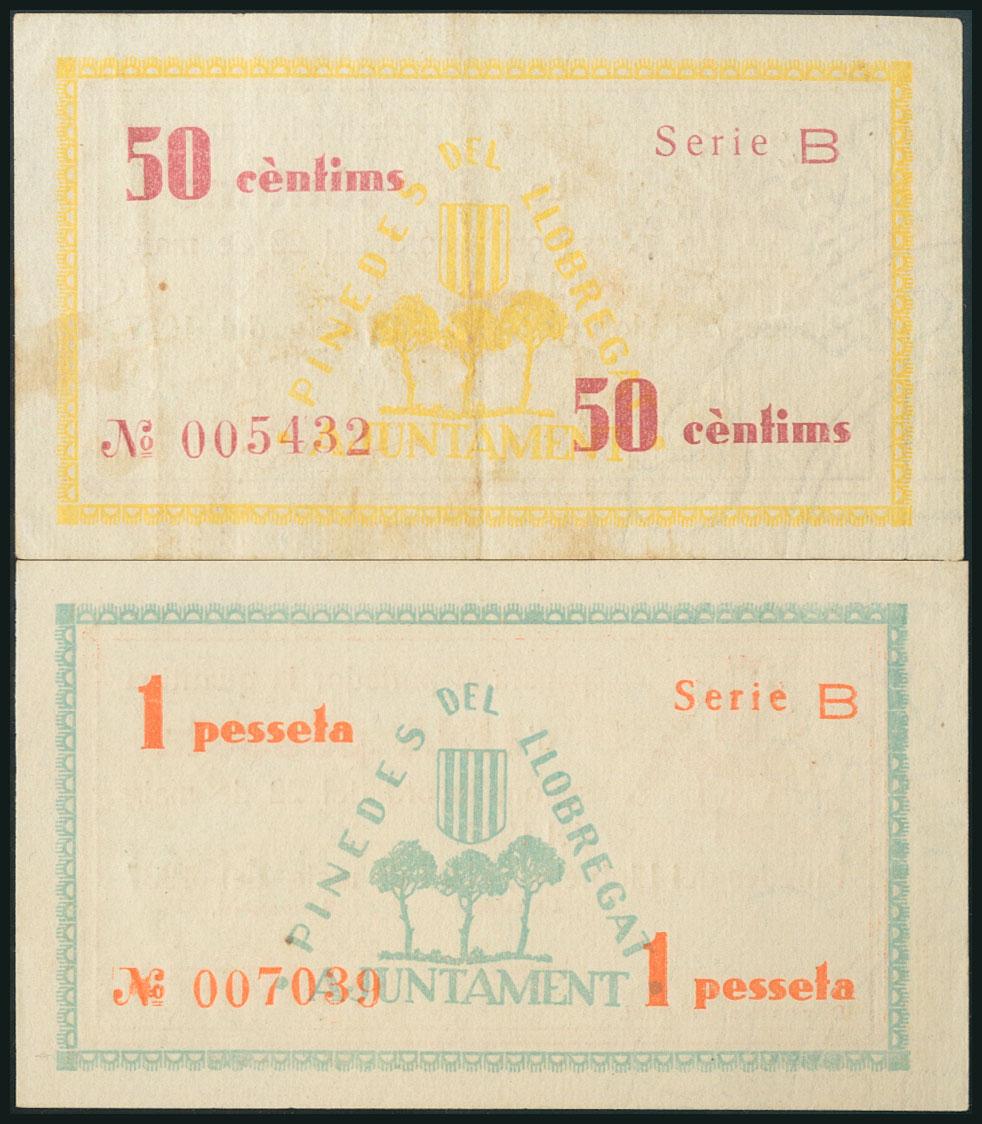 50 cèntims
Serie B
PINEDES DEL LLOBREGAT
AJUNTAMENT
50 cèntims
Nº 005432
1 pesseta
Serie B
PINEDES DEL LLOBREGAT
AJUNTAMENT
1 pesseta
Nº 007039